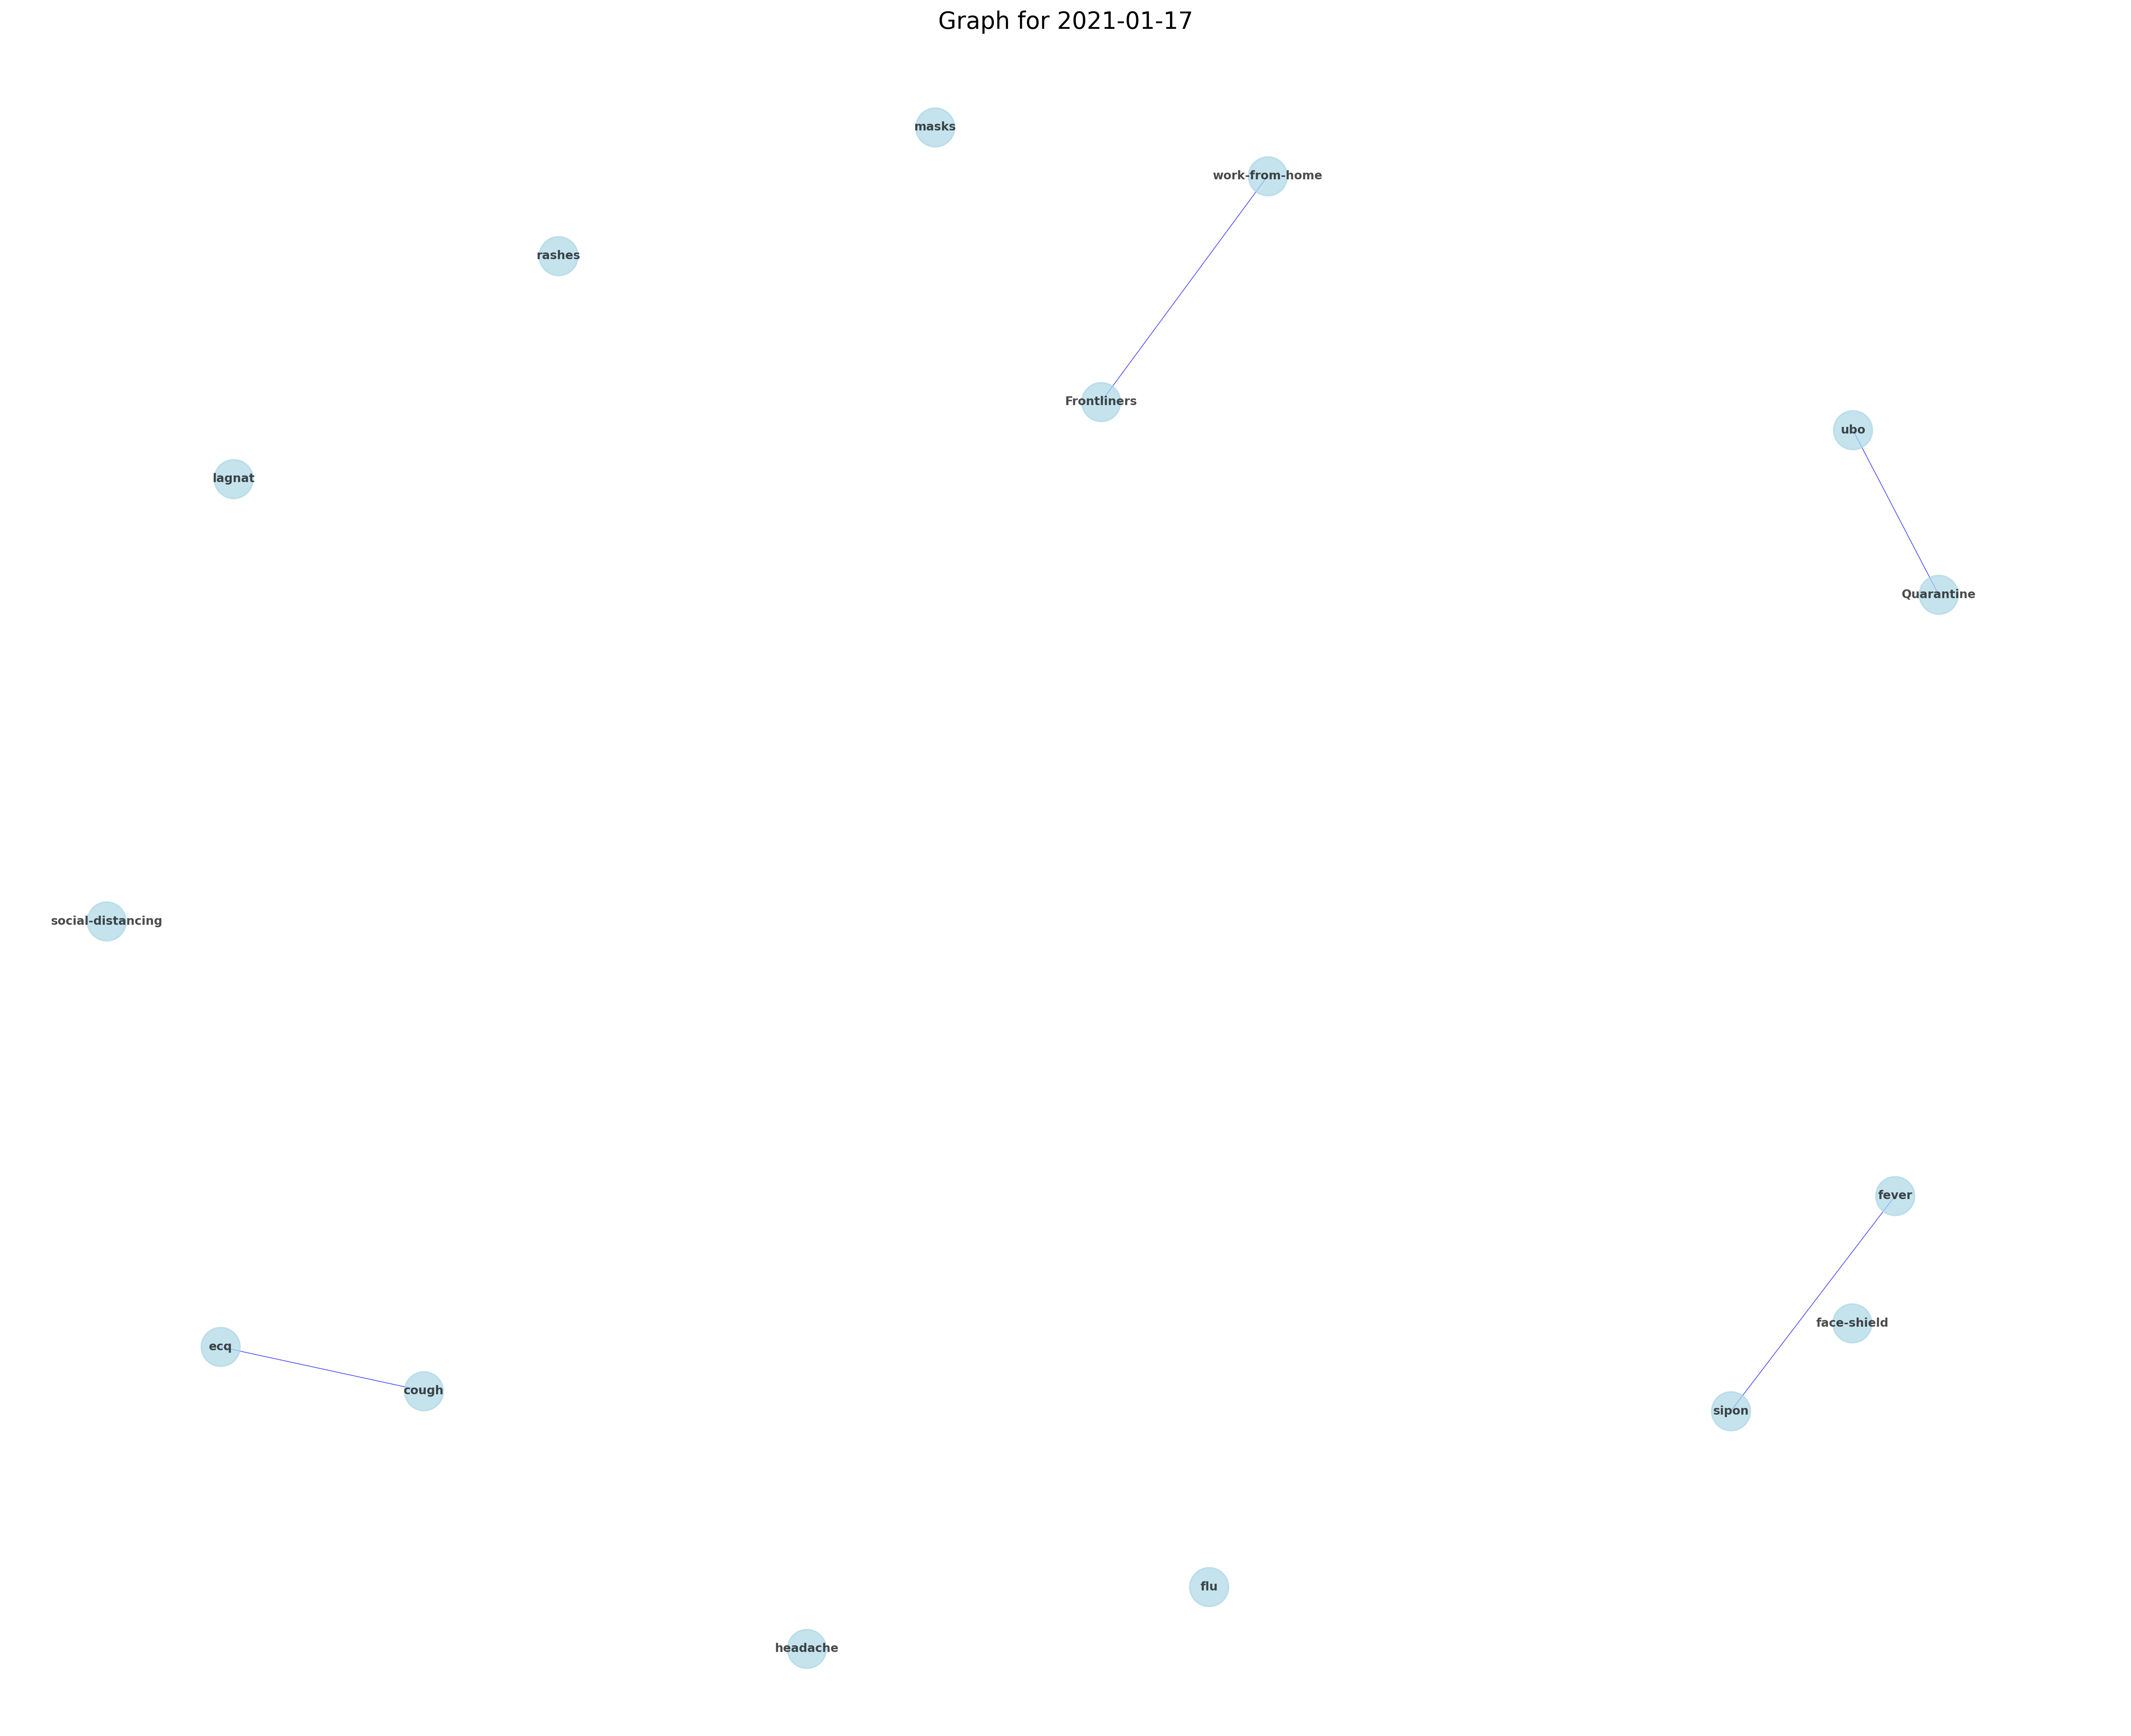 Graph for 2021-01-17
masks
work-from-home
rashes
Frontliners
ubo
lagnat
Quarantine
social-distancing
fever
face-shield
ecq
cough
sipon
flu
headache